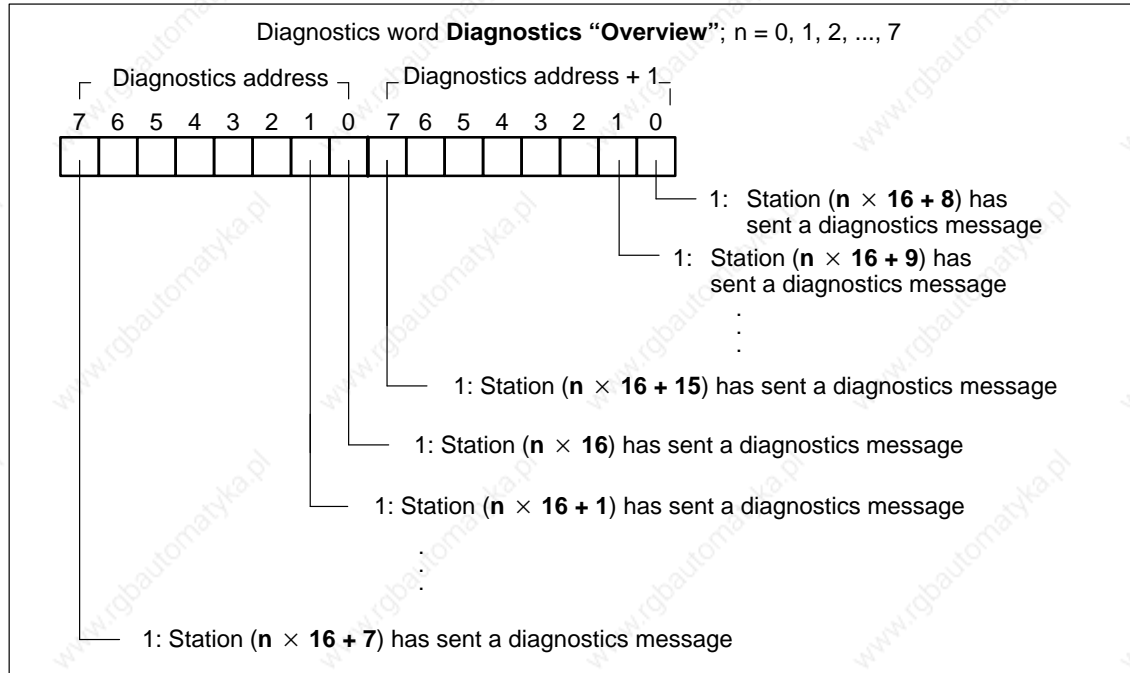 Diagnostics word Diagnostics “Overview”; n = 0, 1, 2, ..., 7
Diagnostics address Diagnostics address + 1
7 6 5 4 3 2 1 0 7 6 5 4 3 2 1 0
1: Station (n × 16 + 8) has
sent a diagnostics message
1: Station (n × 16 + 9) has
sent a diagnostics message
.
.
.
1: Station (n × 16 + 15) has sent a diagnostics message
1: Station (n × 16) has sent a diagnostics message
1: Station (n × 16 + 1) has sent a diagnostics message
.
.
.
1: Station (n × 16 + 7) has sent a diagnostics message
www.rgbautomatyka.pl